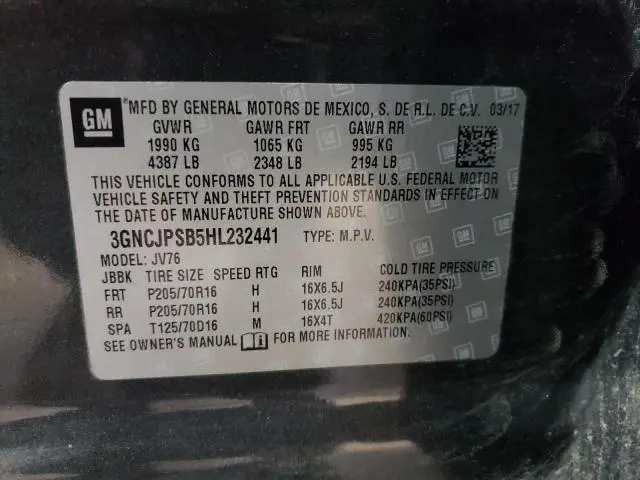 GM
MFD BY GENERAL MOTORS DE MEXICO, S. DE R.L. DE C.V. 03/17
GVWR GAWR FRT GAWR RR
1990 KG 1065 KG 995 KG
4387 LB 2348 LB 2194 LB
THIS VEHICLE CONFORMS TO ALL APPLICABLE U.S. FEDERAL MOTOR
VEHICLE SAFETY AND THEFT PREVENTION STANDARDS IN EFFECT ON
THE DATE OF MANUFACTURE SHOWN ABOVE.
3GNCJPSB5HL232441 TYPE: M.P.V.
MODEL: JV76
JBBK TIRE SIZE SPEED RTG RIM COLD TIRE PRESSURE
FRT P205/70R16 H 16X6.5J 240KPA(35PSI)
RR P205/70R16 H 16X6.5J 240KPA(35PSI)
SPA T125/70D16 M 16X4T 420KPA(60PSI)
SEE OWNER'S MANUAL FOR MORE INFORMATION.